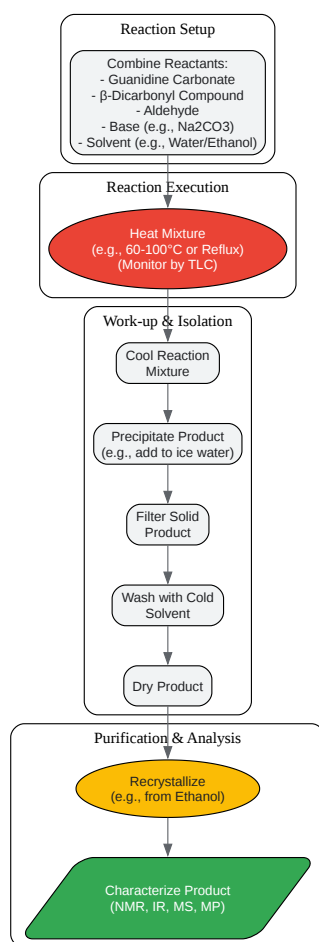 Reaction Setup
Combine Reactants:
- Guanidine Carbonate
- β-Dicarbonyl Compound
- Aldehyde
- Base (e.g., Na2CO3)
- Solvent (e.g., Water/Ethanol)
Reaction Execution
Heat Mixture
(e.g., 60-100°C or Reflux)
(Monitor by TLC)
Work-up & Isolation
Cool Reaction
Mixture
Precipitate Product
(e.g., add to ice water)
Filter Solid
Product
Wash with Cold
Solvent
Dry Product
Purification & Analysis
Recrystallize
(e.g., from Ethanol)
Characterize Product
(NMR, IR, MS, MP)